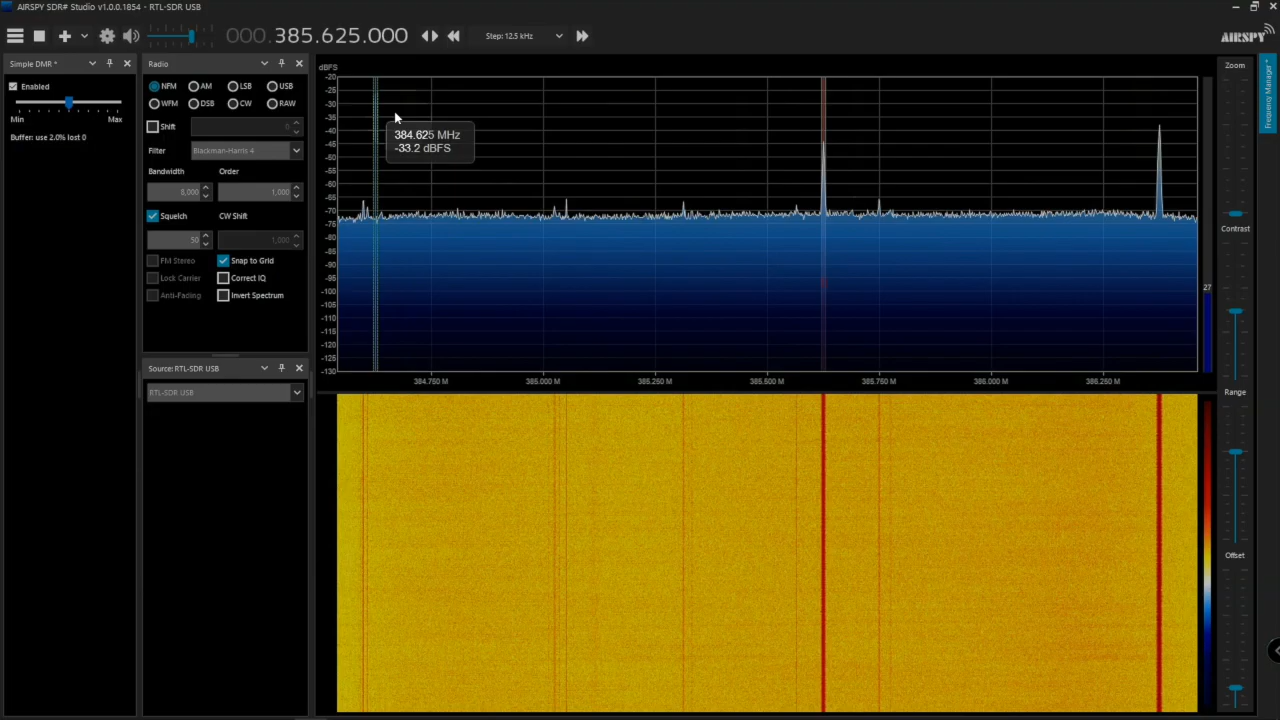 AIRSPY SDR# Studio v1.0.0.1854 - RTL-SDR USB
000.385.625.000
Step: 12.5 kHz
AIRSPY
Simple DMR *
Enabled
Min Max
Buffer: use 2.0% lost 0
Radio
NFM AM LSB USB
WFM DSB CW RAW
Shift 0
Filter Blackman-Harris 4
Bandwidth Order
8,000 1,000
Squelch CW Shift
50 1,000
FM Stereo Snap to Grid
Lock Carrier Correct IQ
Anti-Fading Invert Spectrum
Source: RTL-SDR USB
RTL-SDR USB
dBFS
-20
-25
-30
-35
-40
-45
-50
-55
-60
-65
-70
-75
-80
-85
-90
-95
-100
-105
-110
-115
-120
-125
-130
384.625 MHz
-33.2 dBFS
384.750 M 385.000 M 385.250 M 385.500 M 385.750 M 386.000 M 386.250 M
27
Zoom
Contrast
Range
Offset
Frequency Manager *